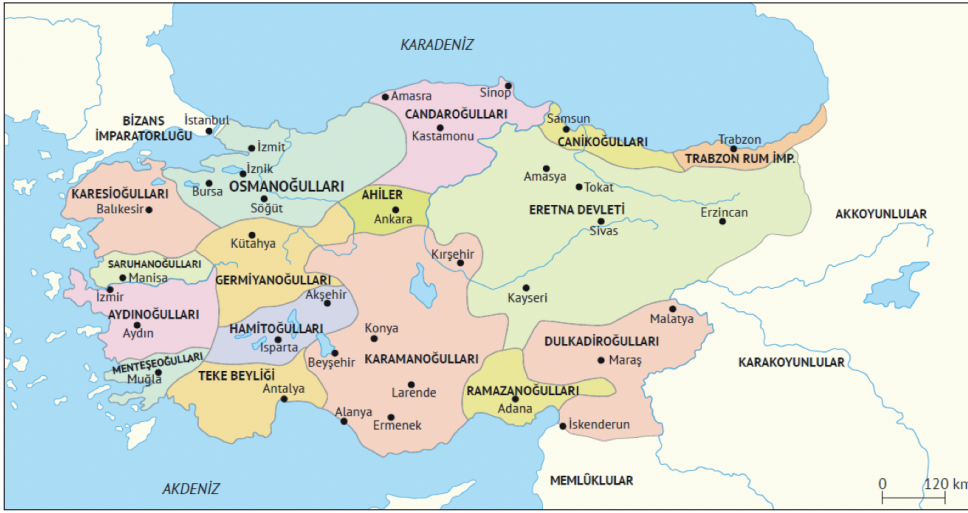 KARADENİZ
Sinop
Amasra
CANDAROĞULLARI
Kastamonu
Samsun
CANİKOĞULLARI
Trabzon
TRABZON RUM İMP.
BİZANS
İMPARATORLUĞU
İstanbul
İzmit
İznik
Bursa
OSMANOĞULLARI
Söğüt
KARESİOĞULLARI
Balıkesir
AHİLER
Ankara
Amasya
Tokat
ERETNA DEVLETİ
Sivas
Erzincan
AKKOYUNLULAR
Kütahya
Kırşehir
SARUHANOĞULLARI
Manisa
GERMİYANOĞULLARI
İzmir
Akşehir
Kayseri
AYDINOĞULLARI
Aydın
HAMİTOĞULLARI
Isparta
Konya
Beyşehir
KARAMANOĞULLARI
Malatya
DULKADİROĞULLARI
Maraş
KARAKOYUNLULAR
MENTEŞEOĞULLARI
Muğla
TEKE BEYLİĞİ
Antalya
Larende
Alanya
Ermenek
RAMAZANOĞULLARI
Adana
İskenderun
AKDENİZ
MEMLÛKLULAR
0 120 km